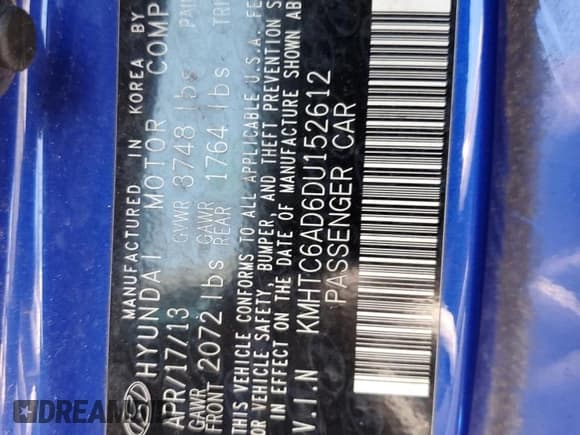 MANUFACTURED IN KOREA BY
HYUNDAI MOTOR COMP
APR/17/13 GVWR 3748 lbs
GAWR FRONT 2072 lbs GAWR REAR 1764 lbs
THIS VEHICLE CONFORMS TO ALL APPLICABLE U.S.A. FE
VEHICLE SAFETY, BUMPER, AND THEFT PREVENTION S
IN EFFECT ON THE DATE OF MANUFACTURE SHOWN AB
V.I.N KMHTC6AD6DU152612
PASSENGER CAR